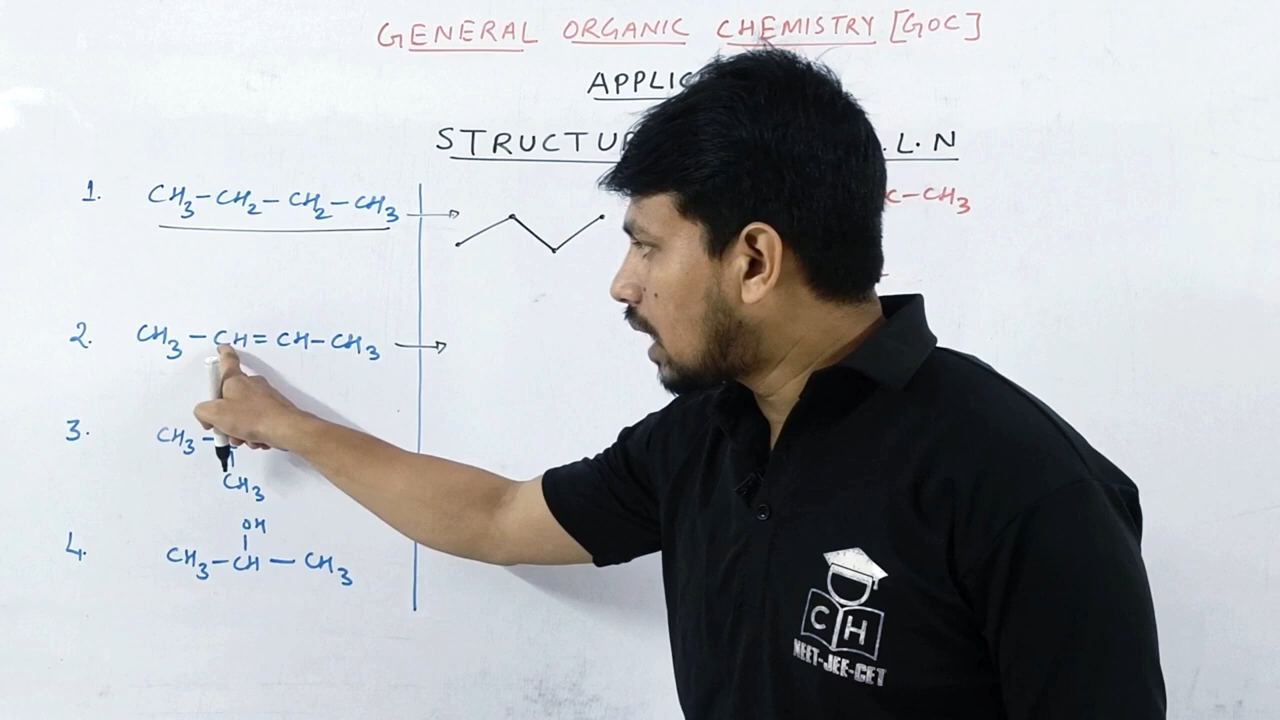 GENERAL ORGANIC CHEMISTRY [GOC]
APPLIC
STRUCTU L.N
1. CH3-CH2-CH2-CH3
C-CH3
2. CH3-CH=CH-CH3
3. CH3-
CH3
OH
4. CH3-CH-CH3
CH
NEET-JEE-CET